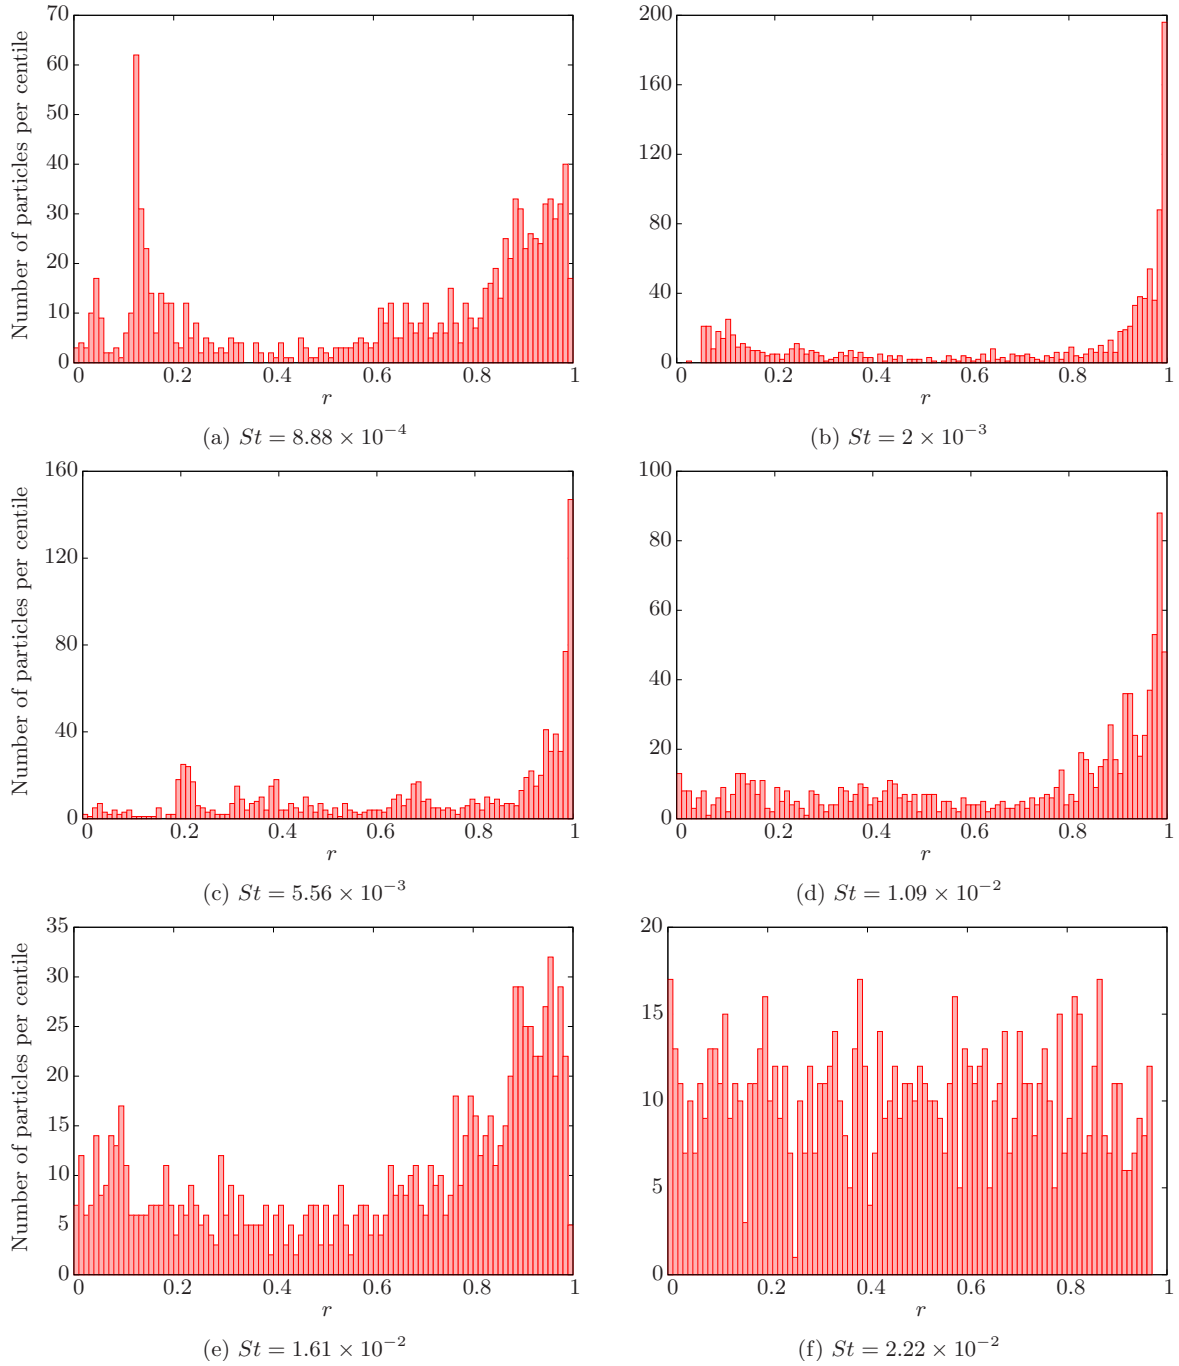 Number of particles per centile
70
60
50
40
30
20
10
0
0 0.2 0.4 0.6 0.8 1
r
(a) St = 8.88 × 10⁻⁴
200
160
120
80
40
0
0 0.2 0.4 0.6 0.8 1
r
(b) St = 2 × 10⁻³
Number of particles per centile
160
120
80
40
0
0 0.2 0.4 0.6 0.8 1
r
(c) St = 5.56 × 10⁻³
100
80
60
40
20
0
0 0.2 0.4 0.6 0.8 1
r
(d) St = 1.09 × 10⁻²
Number of particles per centile
35
30
25
20
15
10
5
0
0 0.2 0.4 0.6 0.8 1
r
(e) St = 1.61 × 10⁻²
20
15
10
5
0
0 0.2 0.4 0.6 0.8 1
r
(f) St = 2.22 × 10⁻²